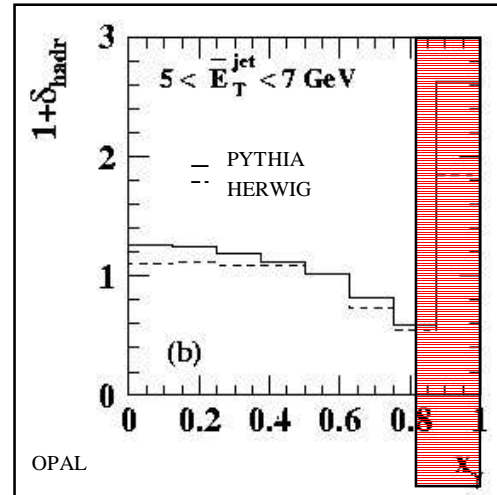 3
1+δhadr
5 < E̅T^jet < 7 GeV
PYTHIA
2
HERWIG
1
(b)
0
0 0.2 0.4 0.6 0.8 1
OPAL
xγ